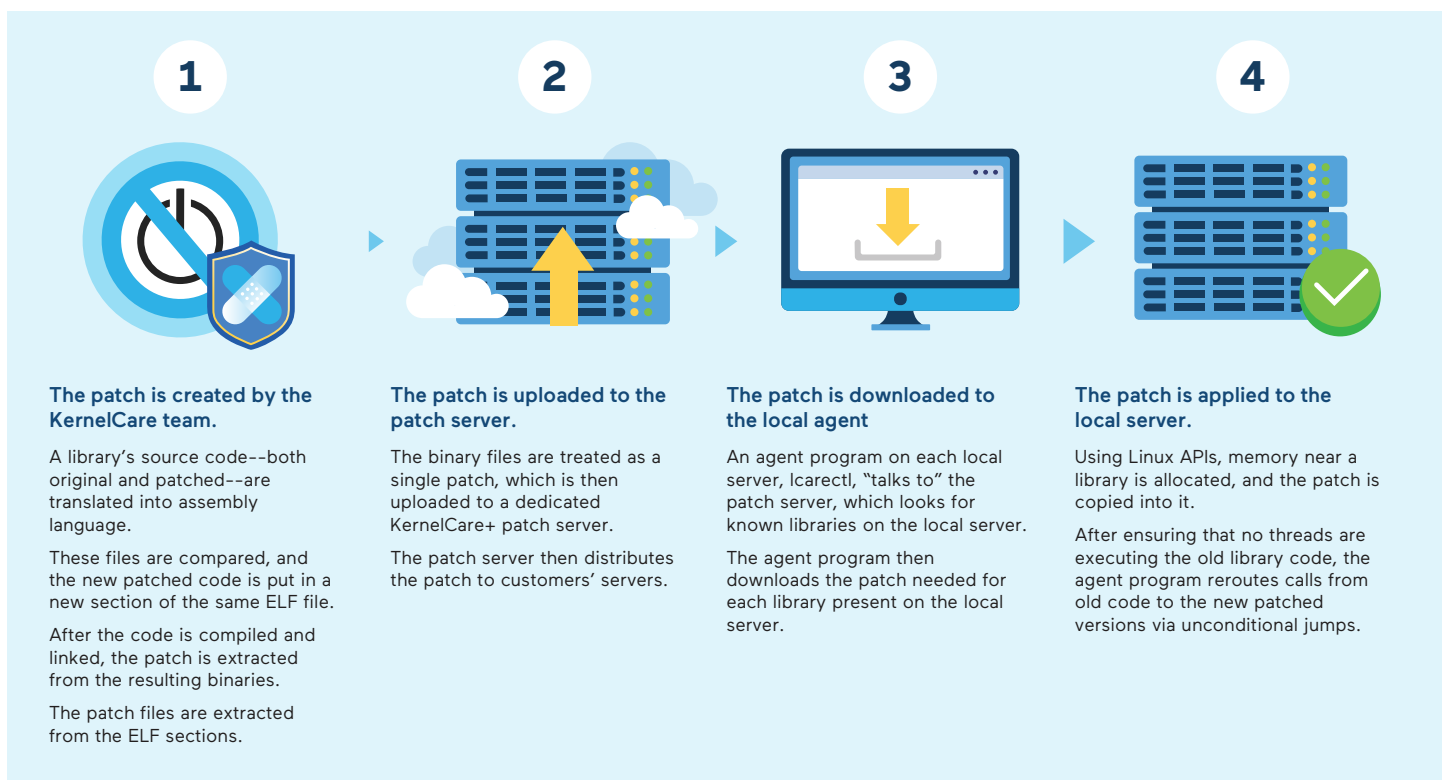 1
2
3
4
The patch is created by the
KernelCare team.
A library's source code--both
original and patched--are
translated into assembly
language.
These files are compared, and
the new patched code is put in a
new section of the same ELF file.
After the code is compiled and
linked, the patch is extracted
from the resulting binaries.
The patch files are extracted
from the ELF sections.
The patch is uploaded to the
patch server.
The binary files are treated as a
single patch, which is then
uploaded to a dedicated
KernelCare+ patch server.
The patch server then distributes
the patch to customers' servers.
The patch is downloaded to
the local agent
An agent program on each local
server, lcarectl, "talks to" the
patch server, which looks for
known libraries on the local server.
The agent program then
downloads the patch needed for
each library present on the local
server.
The patch is applied to the
local server.
Using Linux APIs, memory near a
library is allocated, and the patch is
copied into it.
After ensuring that no threads are
executing the old library code, the
agent program reroutes calls from
old code to the new patched
versions via unconditional jumps.